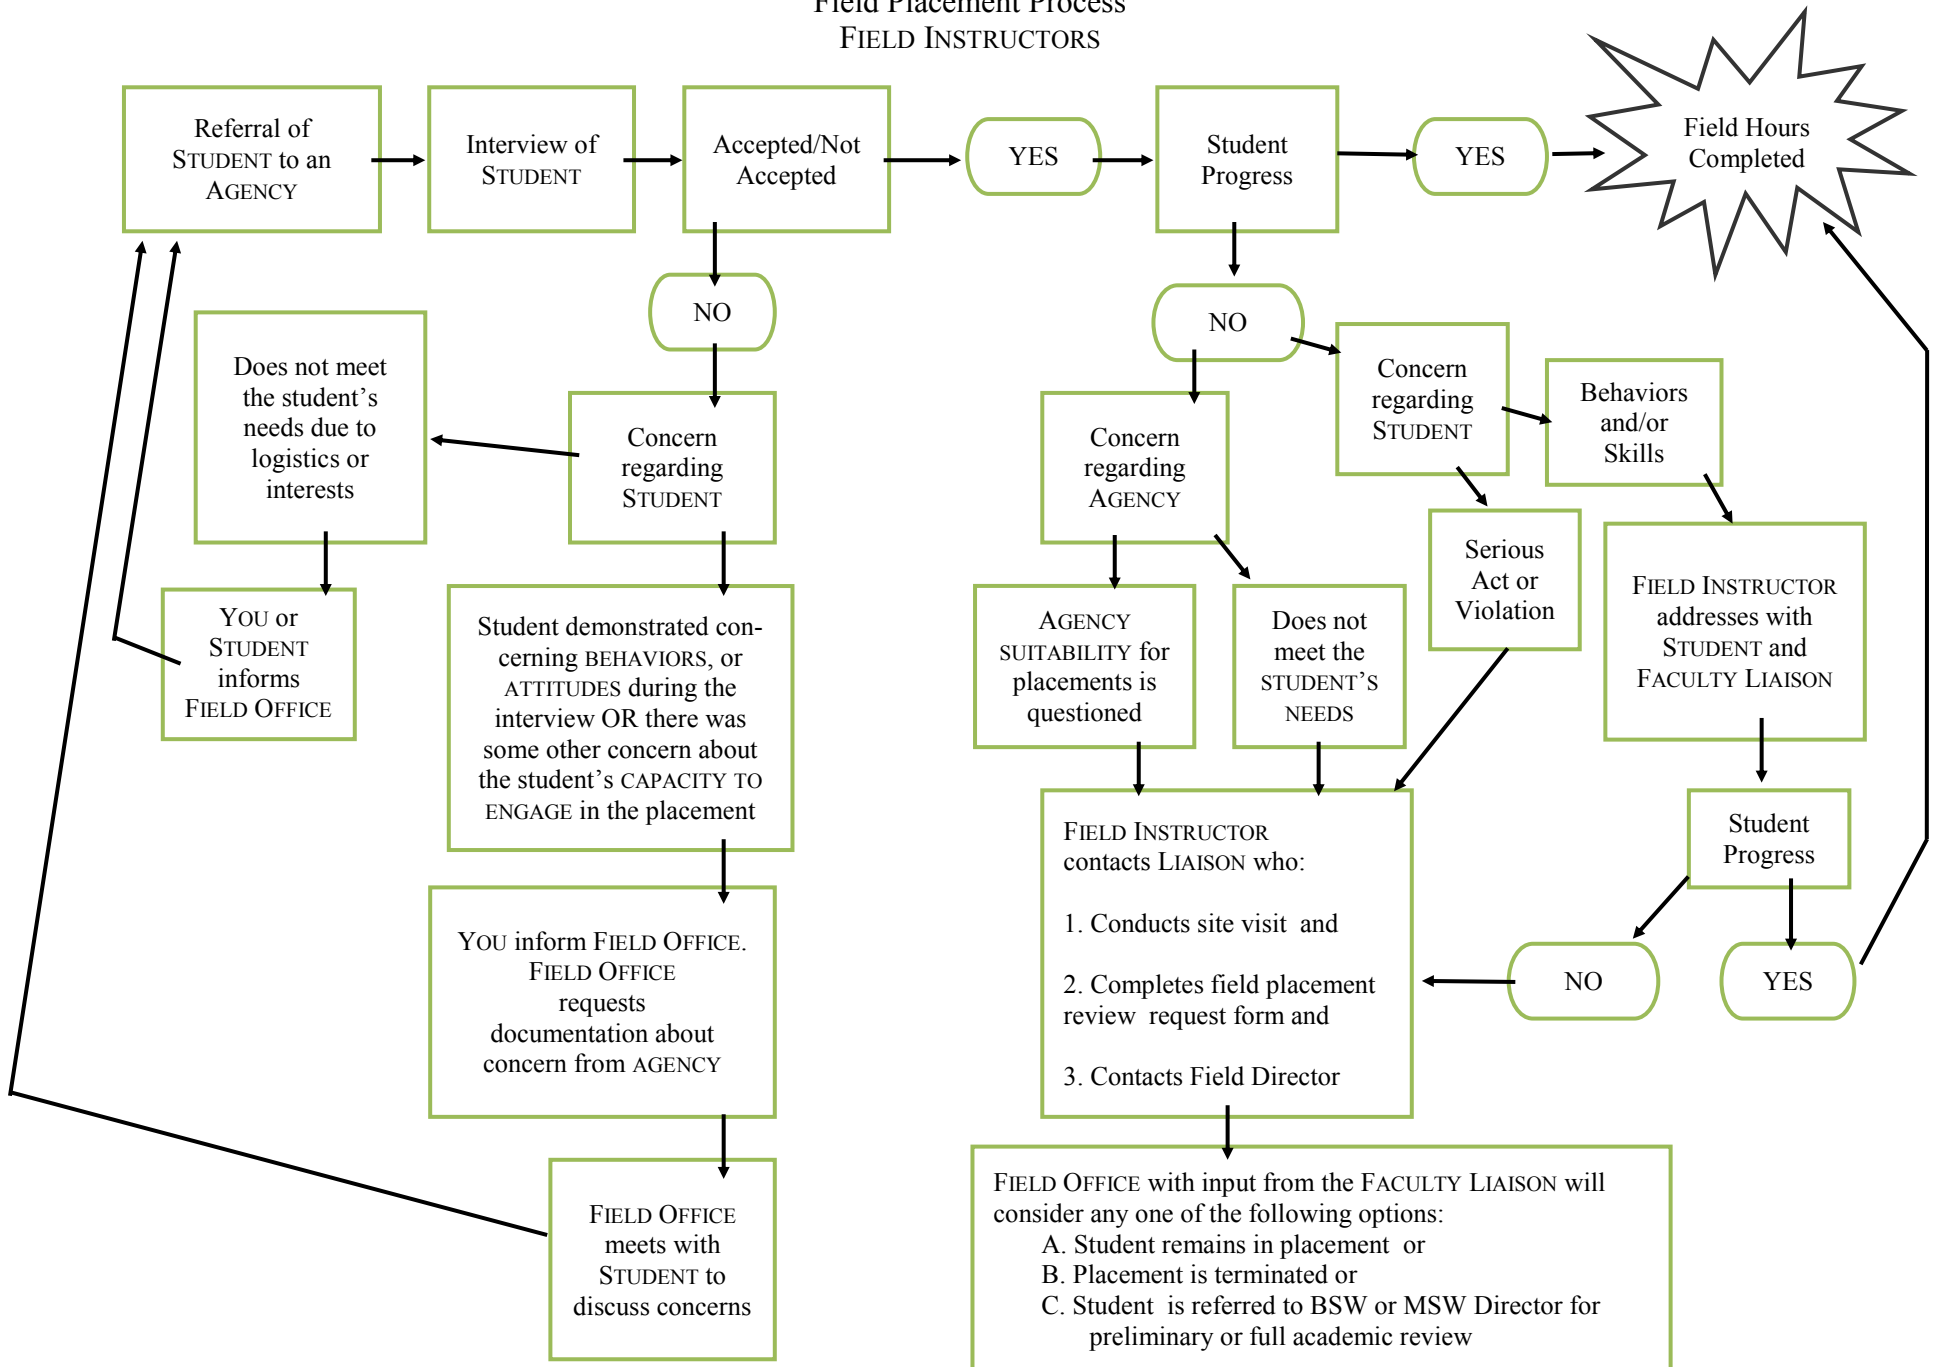 Field Placement Process
FIELD INSTRUCTORS
Referral of
STUDENT to an
AGENCY
Interview of
STUDENT
Accepted/Not
Accepted
YES
Student
Progress
YES
Field Hours
Completed
NO
Does not meet
the student’s
needs due to
logistics or
interests
Concern
regarding
STUDENT
YOU or
STUDENT
informs
FIELD OFFICE
Student demonstrated con-
cerning BEHAVIORS, or
ATTITUDES during the
interview OR there was
some other concern about
the student’s CAPACITY TO
ENGAGE in the placement
YOU inform FIELD OFFICE.
FIELD OFFICE
requests
documentation about
concern from AGENCY
FIELD OFFICE
meets with
STUDENT to
discuss concerns
NO
Concern
regarding
AGENCY
Concern
regarding
STUDENT
Behaviors
and/or
Skills
AGENCY
SUITABILITY for
placements is
questioned
Does not
meet the
STUDENT’S
NEEDS
Serious
Act or
Violation
FIELD INSTRUCTOR
addresses with
STUDENT and
FACULTY LIAISON
Student
Progress
NO
YES
FIELD INSTRUCTOR
contacts LIAISON who:
1. Conducts site visit and
2. Completes field placement
review request form and
3. Contacts Field Director
FIELD OFFICE with input from the FACULTY LIAISON will
consider any one of the following options:
A. Student remains in placement or
B. Placement is terminated or
C. Student is referred to BSW or MSW Director for
preliminary or full academic review